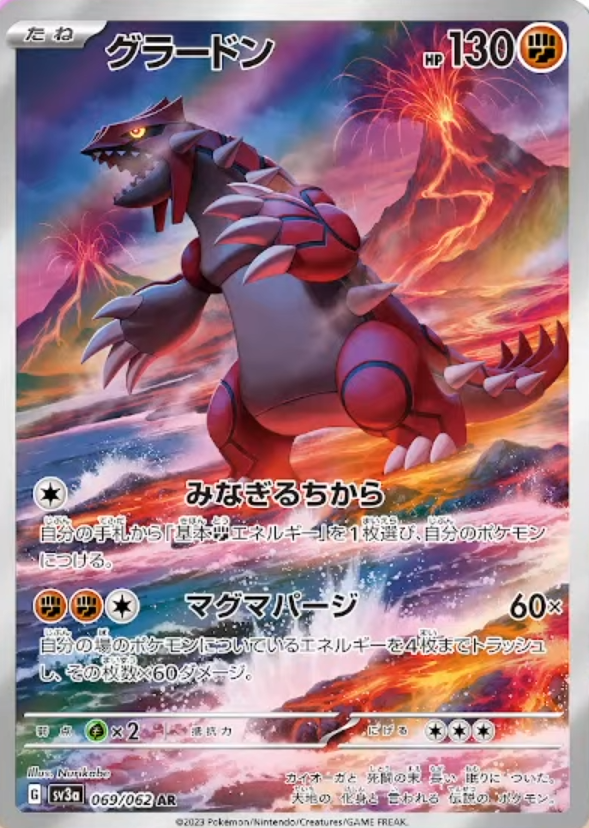 たね
グラードン
HP 130
みなぎるちから
自分の手札から「基本 エネルギー」を1枚選び、自分のポケモン
につける。
マグマパージ 60×
自分の場のポケモンについているエネルギーを4枚までトラッシュ
し、その枚数×60ダメージ。
弱点 ×2 抵抗力 にげる
Illus. Nurikabe
G sv3a 069/062 AR
カイオーガと 死闘の末 長い 眠りに ついた。
大地の 化身と 言われる 伝説の ポケモン。
©2023 Pokémon/Nintendo/Creatures/GAME FREAK.